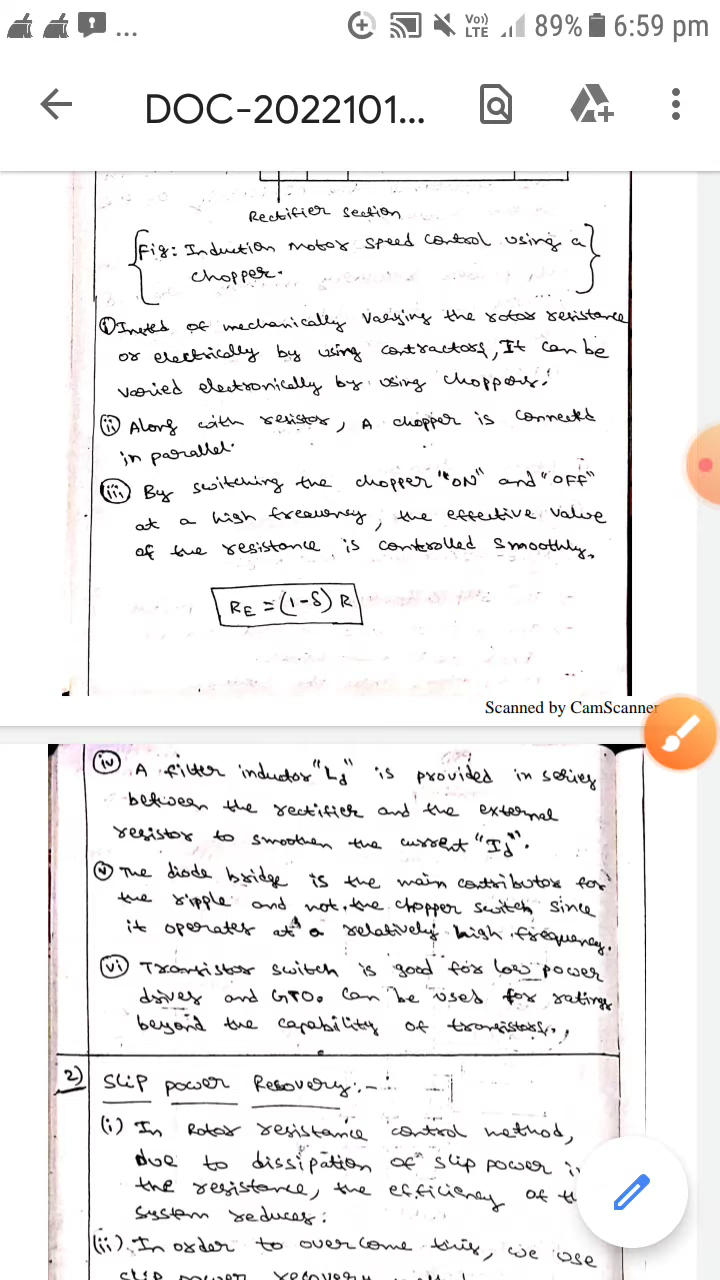 ... Vo)) LTE 89% 6:59 pm
DOC-2022101...
Rectifier section
Fig: Induction motor speed control using a
chopper.
(i) Insted of mechanically varying the rotor resistance
or electrically by using contractors, It can be
varied electronically by using choppers.
(ii) Along with resistor, A chopper is connected
in parallel.
(iii) By switching the chopper "ON" and "OFF"
at a high frequency, the effective value
of the resistance is controlled smoothly.
RE = (1-δ) R
Scanned by CamScanner
(iv) A filter inductor "Ld" is provided in series
between the rectifier and the external
resistor to smoothen the current "Id".
(v) The diode bridge is the main contributor for
the ripple and not the chopper switch since
it operates at a relatively high frequency.
(vi) Transistor switch is good for low power
drives and GTOs can be used for ratings
beyond the capability of transistors.
2) Slip power Recovery:-
(i) In Rotor resistance control method,
due to dissipation of slip power
the resistance, the efficiency of
system reduces.
(ii) In order to overcome this, we use
slip power recovery